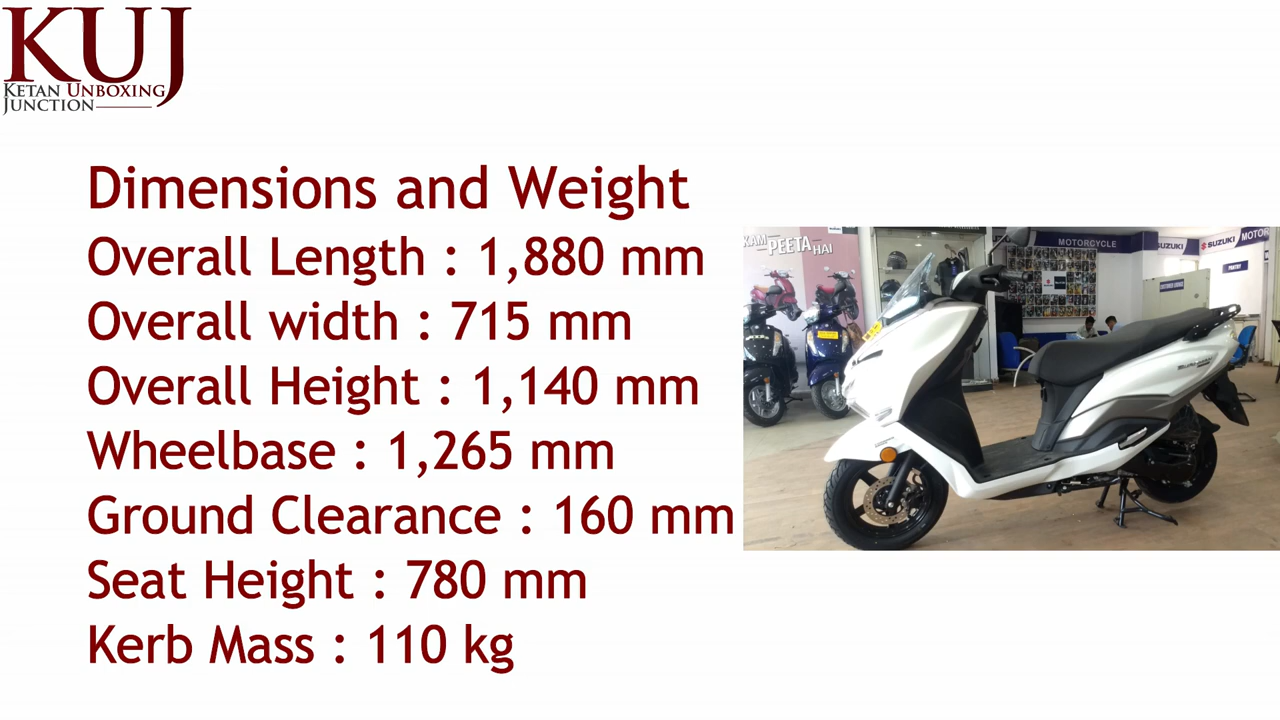 KUJ
KETAN UNBOXING
JUNCTION
Dimensions and Weight
Overall Length : 1,880 mm
Overall width : 715 mm
Overall Height : 1,140 mm
Wheelbase : 1,265 mm
Ground Clearance : 160 mm
Seat Height : 780 mm
Kerb Mass : 110 kg
KAM PEETA HAI
MOTORCYCLE
SUZUKI
SUZUKI MOTOR